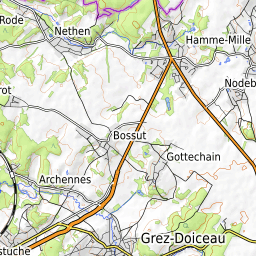 Rode
Nethen
Hamme-Mille
Nodeb
rot
Bossut
Gottechain
Archennes
Grez-Doiceau
stuche